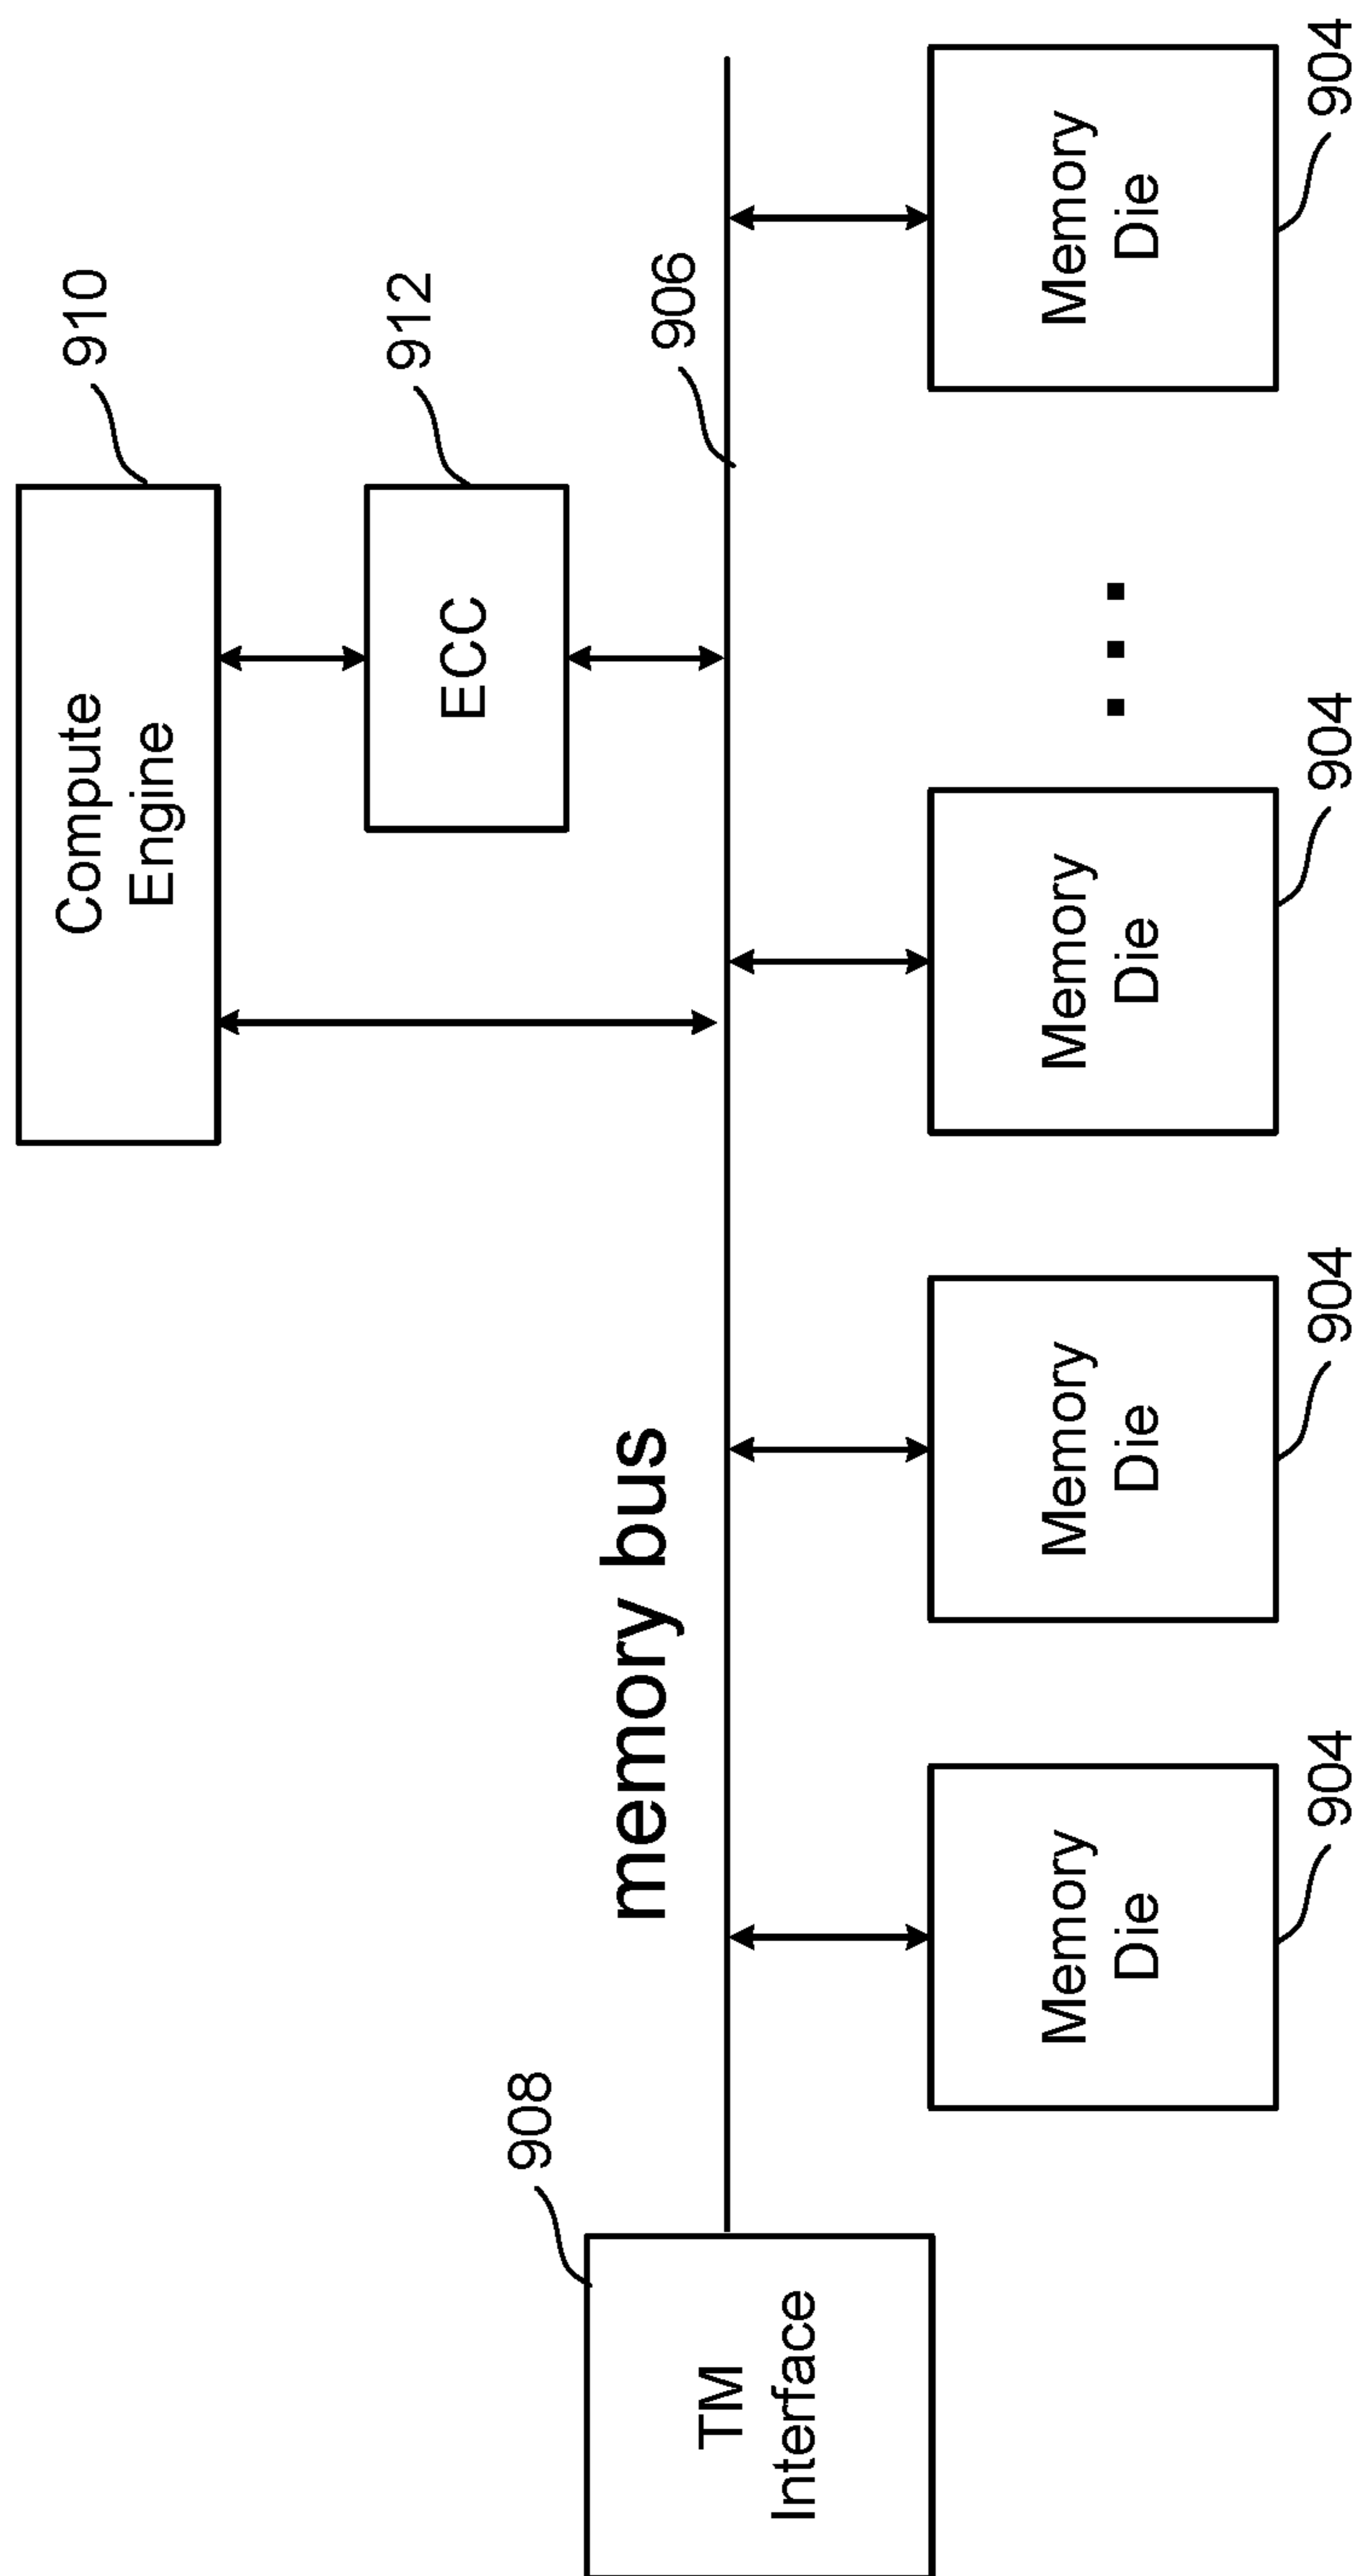 Compute
Engine
910
ECC
912
906
memory bus
908
TM
Interface
Memory
Die
904
Memory
Die
904
Memory
Die
904
Memory
Die
904